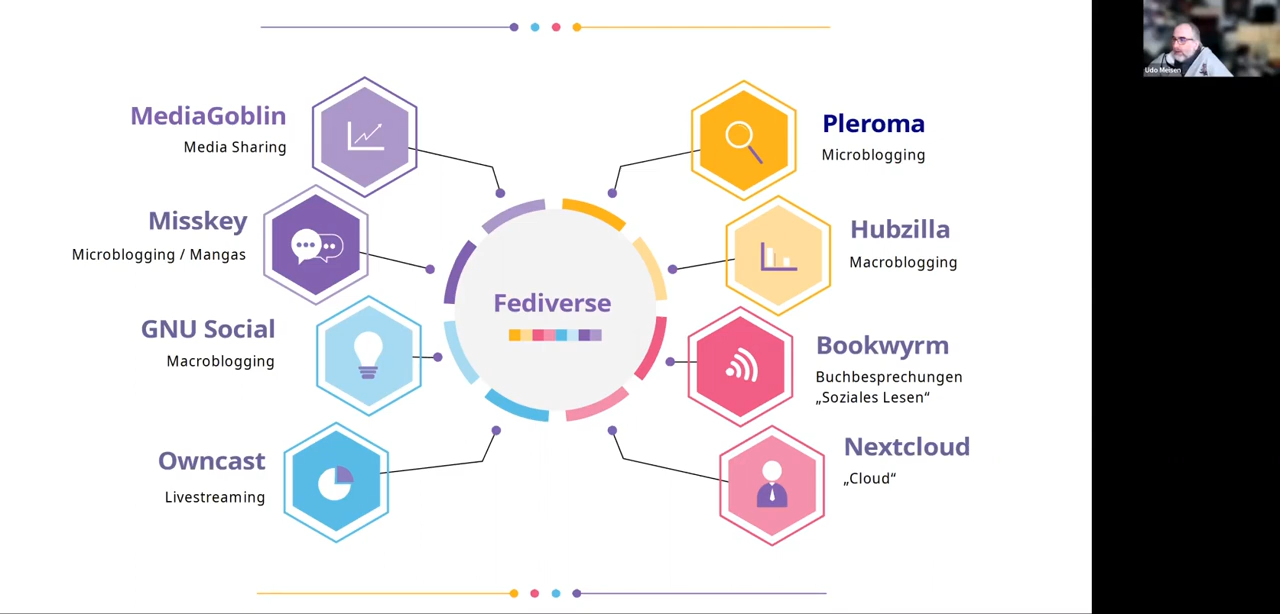 MediaGoblin
Media Sharing
Misskey
Microblogging / Mangas
GNU Social
Macroblogging
Owncast
Livestreaming
Fediverse
Pleroma
Microblogging
Hubzilla
Macroblogging
Bookwyrm
Buchbesprechungen
„Soziales Lesen“
Nextcloud
„Cloud“
Udo Meisen